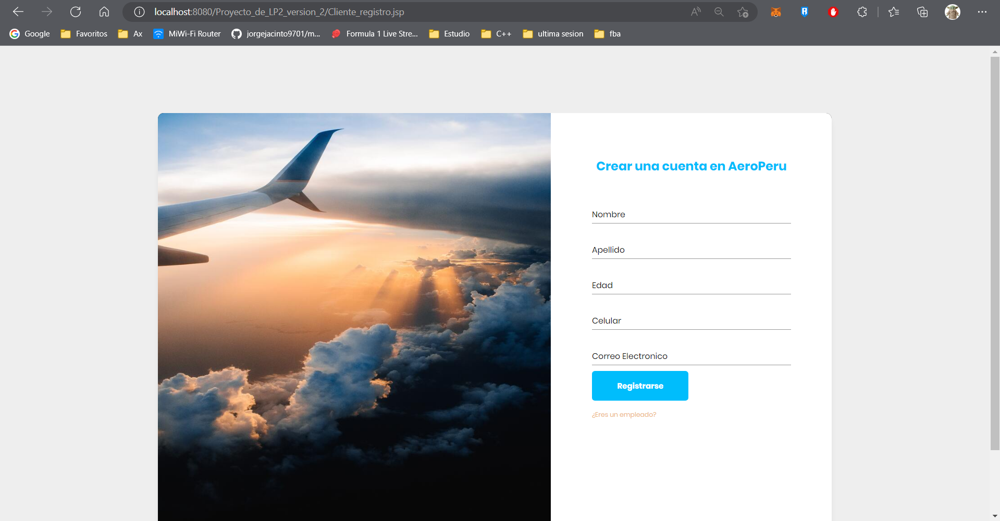 localhost:8080/Proyecto_de_LP2_version_2/Cliente_registro.jsp
Google Favoritos Ax MiWi-Fi Router jorgejacinto9701/m... Formula 1 Live Stre... Estudio C++ ultima sesion fba
Crear una cuenta en AeroPeru
Nombre
Apellido
Edad
Celular
Correo Electronico
Registrarse
¿Eres un empleado?